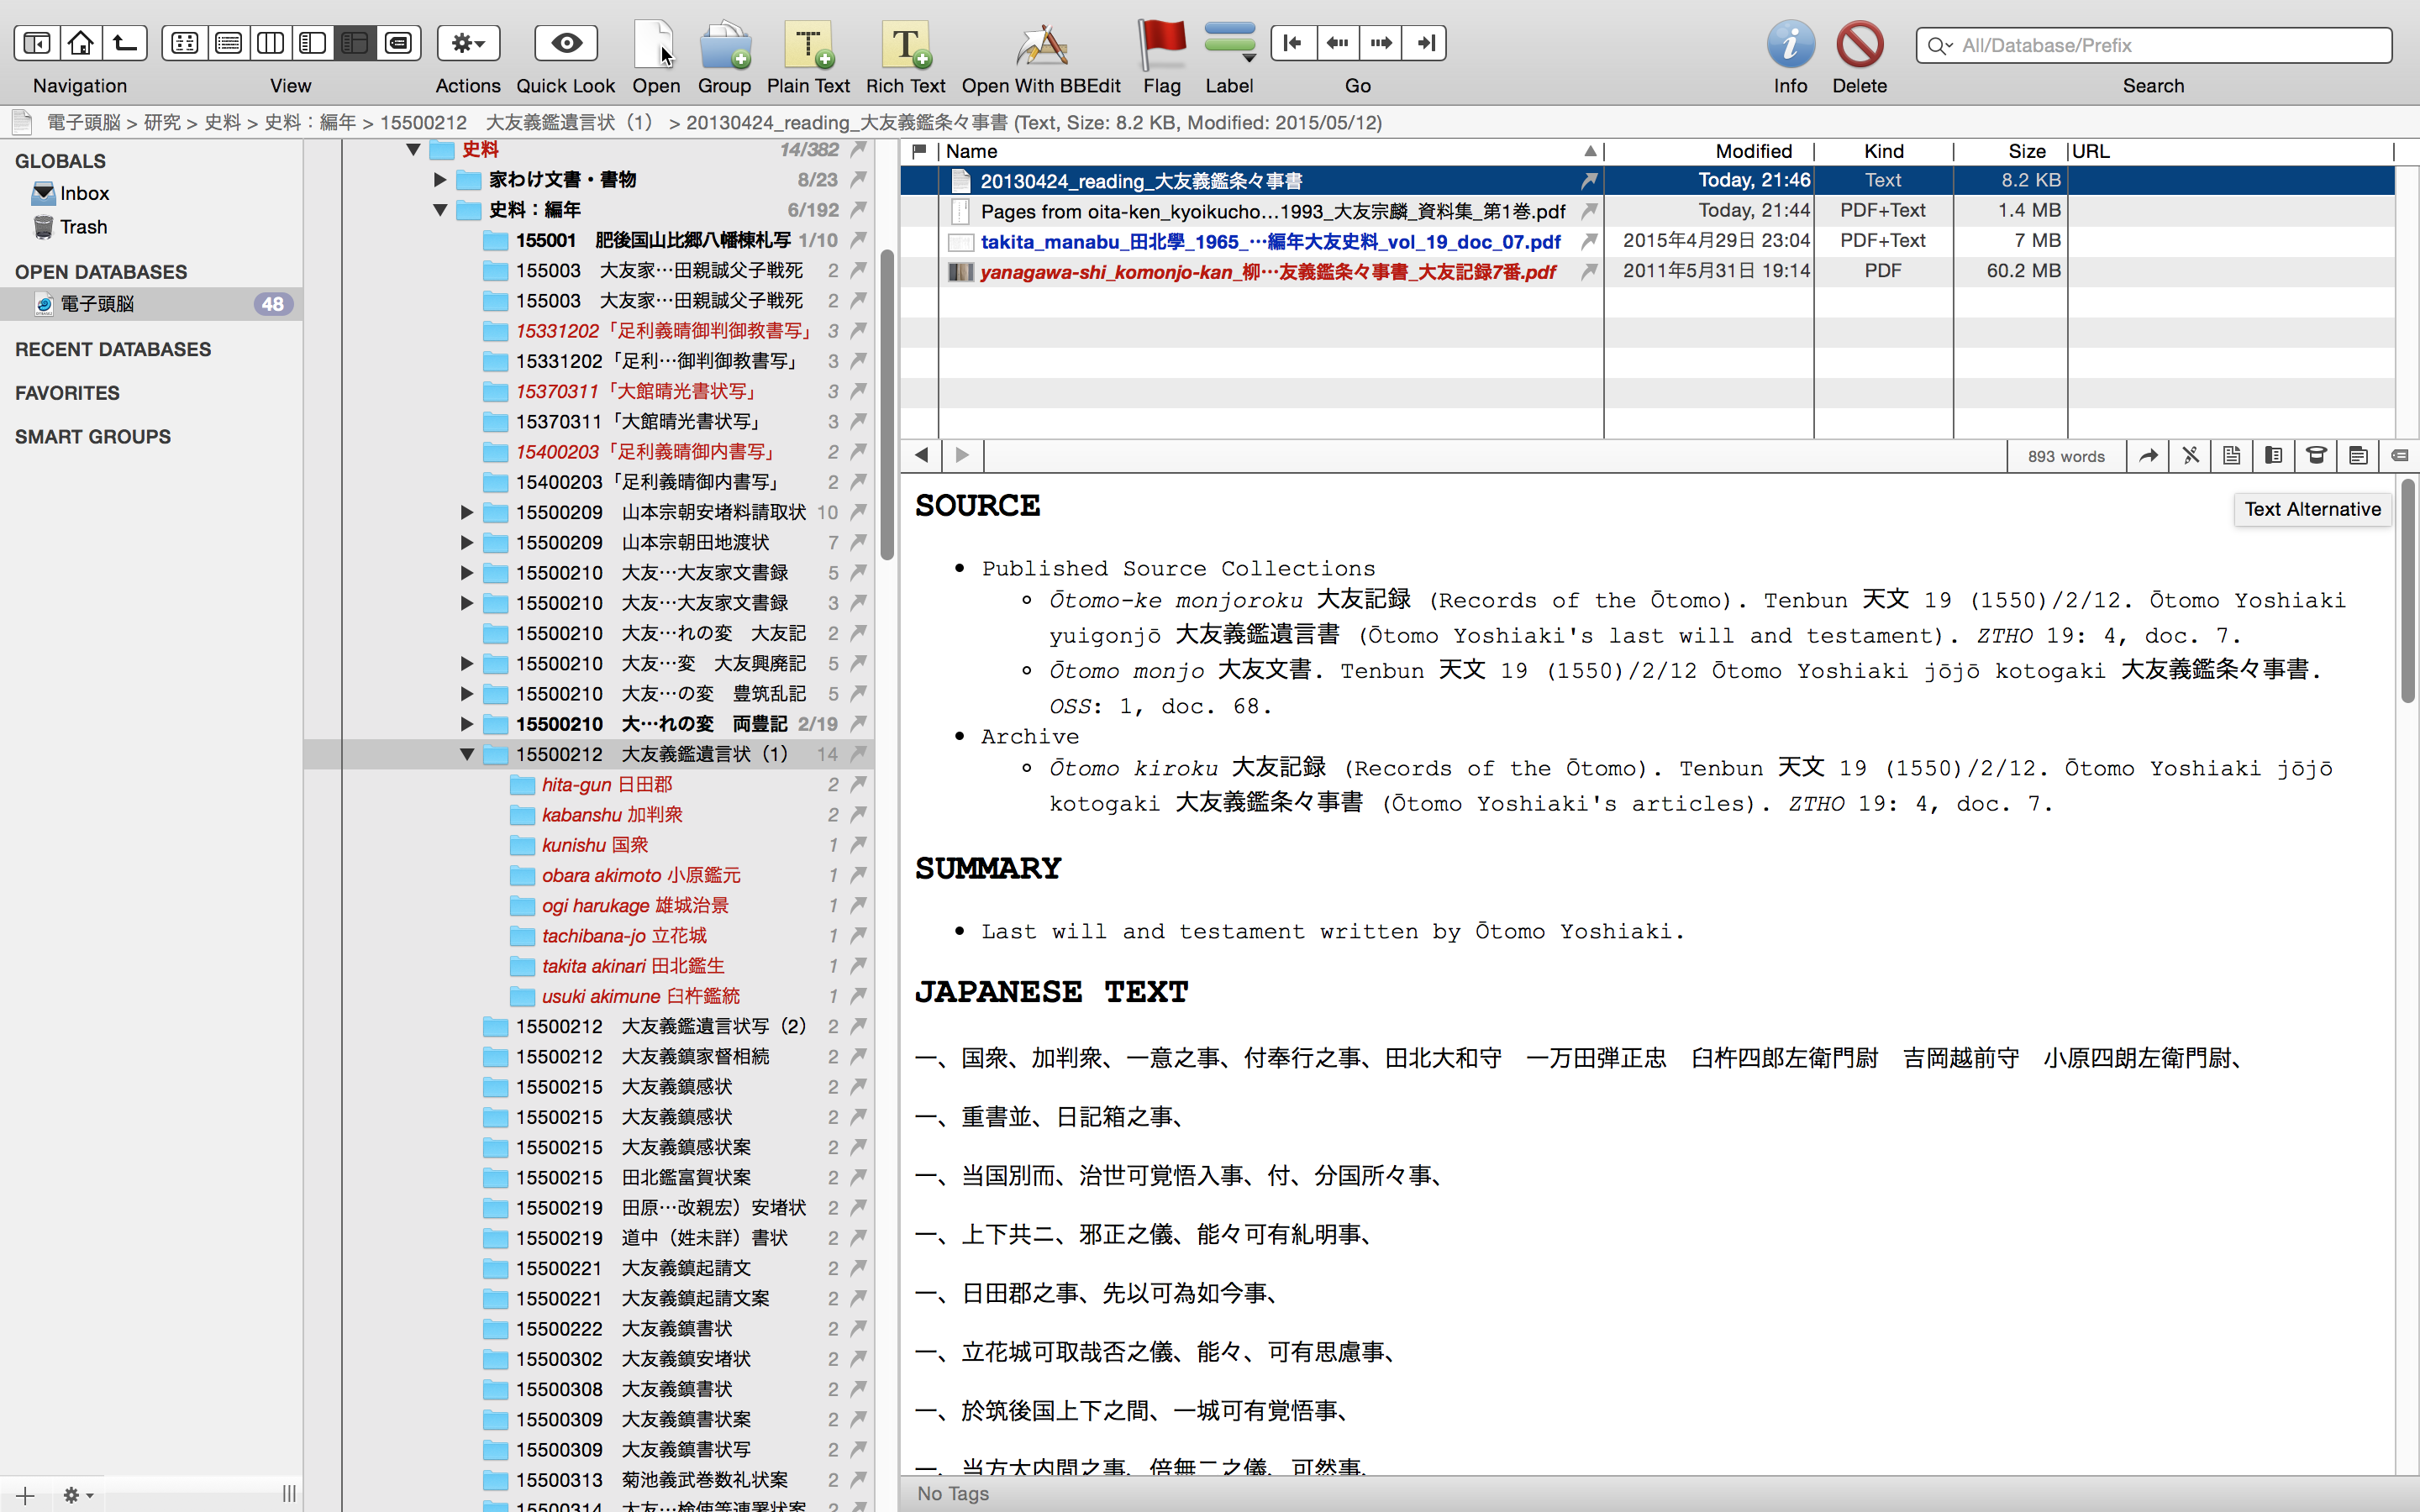 Navigation
View
Actions
Quick Look
Open
Group
Plain Text
Rich Text
Open With BBEdit
Flag
Label
Go
Info
Delete
All/Database/Prefix
Search
電子頭脳 > 研究 > 史料 > 史料：編年 > 15500212　大友義鑑遺言状（1） > 20130424_reading_大友義鑑条々事書 (Text, Size: 8.2 KB, Modified: 2015/05/12)
GLOBALS
Inbox
Trash
OPEN DATABASES
電子頭脳 48
RECENT DATABASES
FAVORITES
SMART GROUPS
史料 14/382
家わけ文書・書物 8/23
史料：編年 6/192
155001　肥後国山比郷八幡棟札写 1/10
155003　大友家…田親誠父子戦死 2
155003　大友家…田親誠父子戦死 2
15331202「足利義晴御判御教書写」 3
15331202「足利…御判御教書写」 3
15370311「大館晴光書状写」 3
15370311「大館晴光書状写」 3
15400203「足利義晴御内書写」 2
15400203「足利義晴御内書写」 2
15500209　山本宗朝安堵料請取状 10
15500209　山本宗朝田地渡状 7
15500210　大友…大友家文書録 5
15500210　大友…大友家文書録 3
15500210　大友…れの変　大友記 2
15500210　大友…変　大友興廃記 5
15500210　大友…の変　豊筑乱記 5
15500210　大…れの変　両豊記 2/19
15500212　大友義鑑遺言状（1） 14
hita-gun 日田郡 2
kabanshu 加判衆 2
kunishu 国衆 1
obara akimoto 小原鑑元 1
ogi harukage 雄城治景 1
tachibana-jo 立花城 1
takita akinari 田北鑑生 1
usuki akimune 臼杵鑑統 1
15500212　大友義鑑遺言状写（2） 2
15500212　大友義鎮家督相続 2
15500215　大友義鎮感状 2
15500215　大友義鎮感状 2
15500215　大友義鎮感状案 2
15500215　田北鑑富賀状案 2
15500219　田原…改親宏）安堵状 2
15500219　道中（姓未詳）書状 2
15500221　大友義鎮起請文 2
15500221　大友義鎮起請文案 2
15500222　大友義鎮書状 2
15500302　大友義鎮安堵状 2
15500308　大友義鎮書状 2
15500309　大友義鎮書状案 2
15500309　大友義鎮書状写 2
15500313　菊池義武巻数礼状案 2
15500314　大友…検使等連署状案 2
Name Modified Kind Size URL
20130424_reading_大友義鑑条々事書 Today, 21:46 Text 8.2 KB
Pages from oita-ken_kyoikucho…1993_大友宗麟_資料集_第1巻.pdf Today, 21:44 PDF+Text 1.4 MB
takita_manabu_田北學_1965_…編年大友史料_vol_19_doc_07.pdf 2015年4月29日 23:04 PDF+Text 7 MB
yanagawa-shi_komonjo-kan_柳…友義鑑条々事書_大友記録7番.pdf 2011年5月31日 19:14 PDF 60.2 MB
893 words
Text Alternative
SOURCE
• Published Source Collections
◦ Ōtomo-ke monjoroku 大友記録 (Records of the Ōtomo). Tenbun 天文 19 (1550)/2/12. Ōtomo Yoshiaki
yuigonjō 大友義鑑遺言書 (Ōtomo Yoshiaki's last will and testament). ZTHO 19: 4, doc. 7.
◦ Ōtomo monjo 大友文書. Tenbun 天文 19 (1550)/2/12 Ōtomo Yoshiaki jōjō kotogaki 大友義鑑条々事書.
OSS: 1, doc. 68.
• Archive
◦ Ōtomo kiroku 大友記録 (Records of the Ōtomo). Tenbun 天文 19 (1550)/2/12. Ōtomo Yoshiaki jōjō
kotogaki 大友義鑑条々事書 (Ōtomo Yoshiaki's articles). ZTHO 19: 4, doc. 7.
SUMMARY
• Last will and testament written by Ōtomo Yoshiaki.
JAPANESE TEXT
一、国衆、加判衆、一意之事、付奉行之事、田北大和守　一万田弾正忠　臼杵四郎左衛門尉　吉岡越前守　小原四朗左衛門尉、
一、重書並、日記箱之事、
一、当国別而、治世可覚悟入事、付、分国所々事、
一、上下共ニ、邪正之儀、能々可有糺明事、
一、日田郡之事、先以可為如今事、
一、立花城可取哉否之儀、能々、可有思慮事、
一、於筑後国上下之間、一城可有覚悟事、
一、当方大内間之事、倍無二之儀、可然事、
No Tags